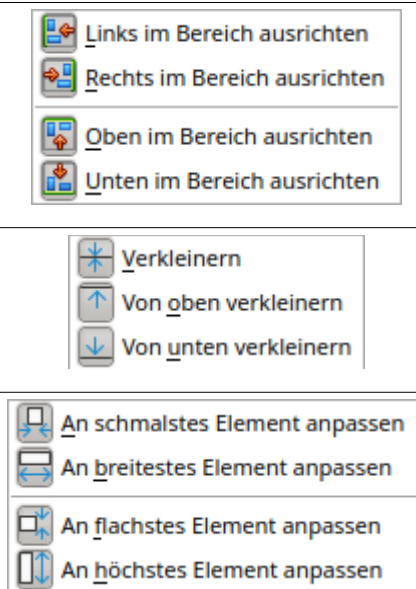 Links im Bereich ausrichten
Rechts im Bereich ausrichten
Oben im Bereich ausrichten
Unten im Bereich ausrichten
Verkleinern
Von oben verkleinern
Von unten verkleinern
An schmalstes Element anpassen
An breitestes Element anpassen
An flachstes Element anpassen
An höchstes Element anpassen